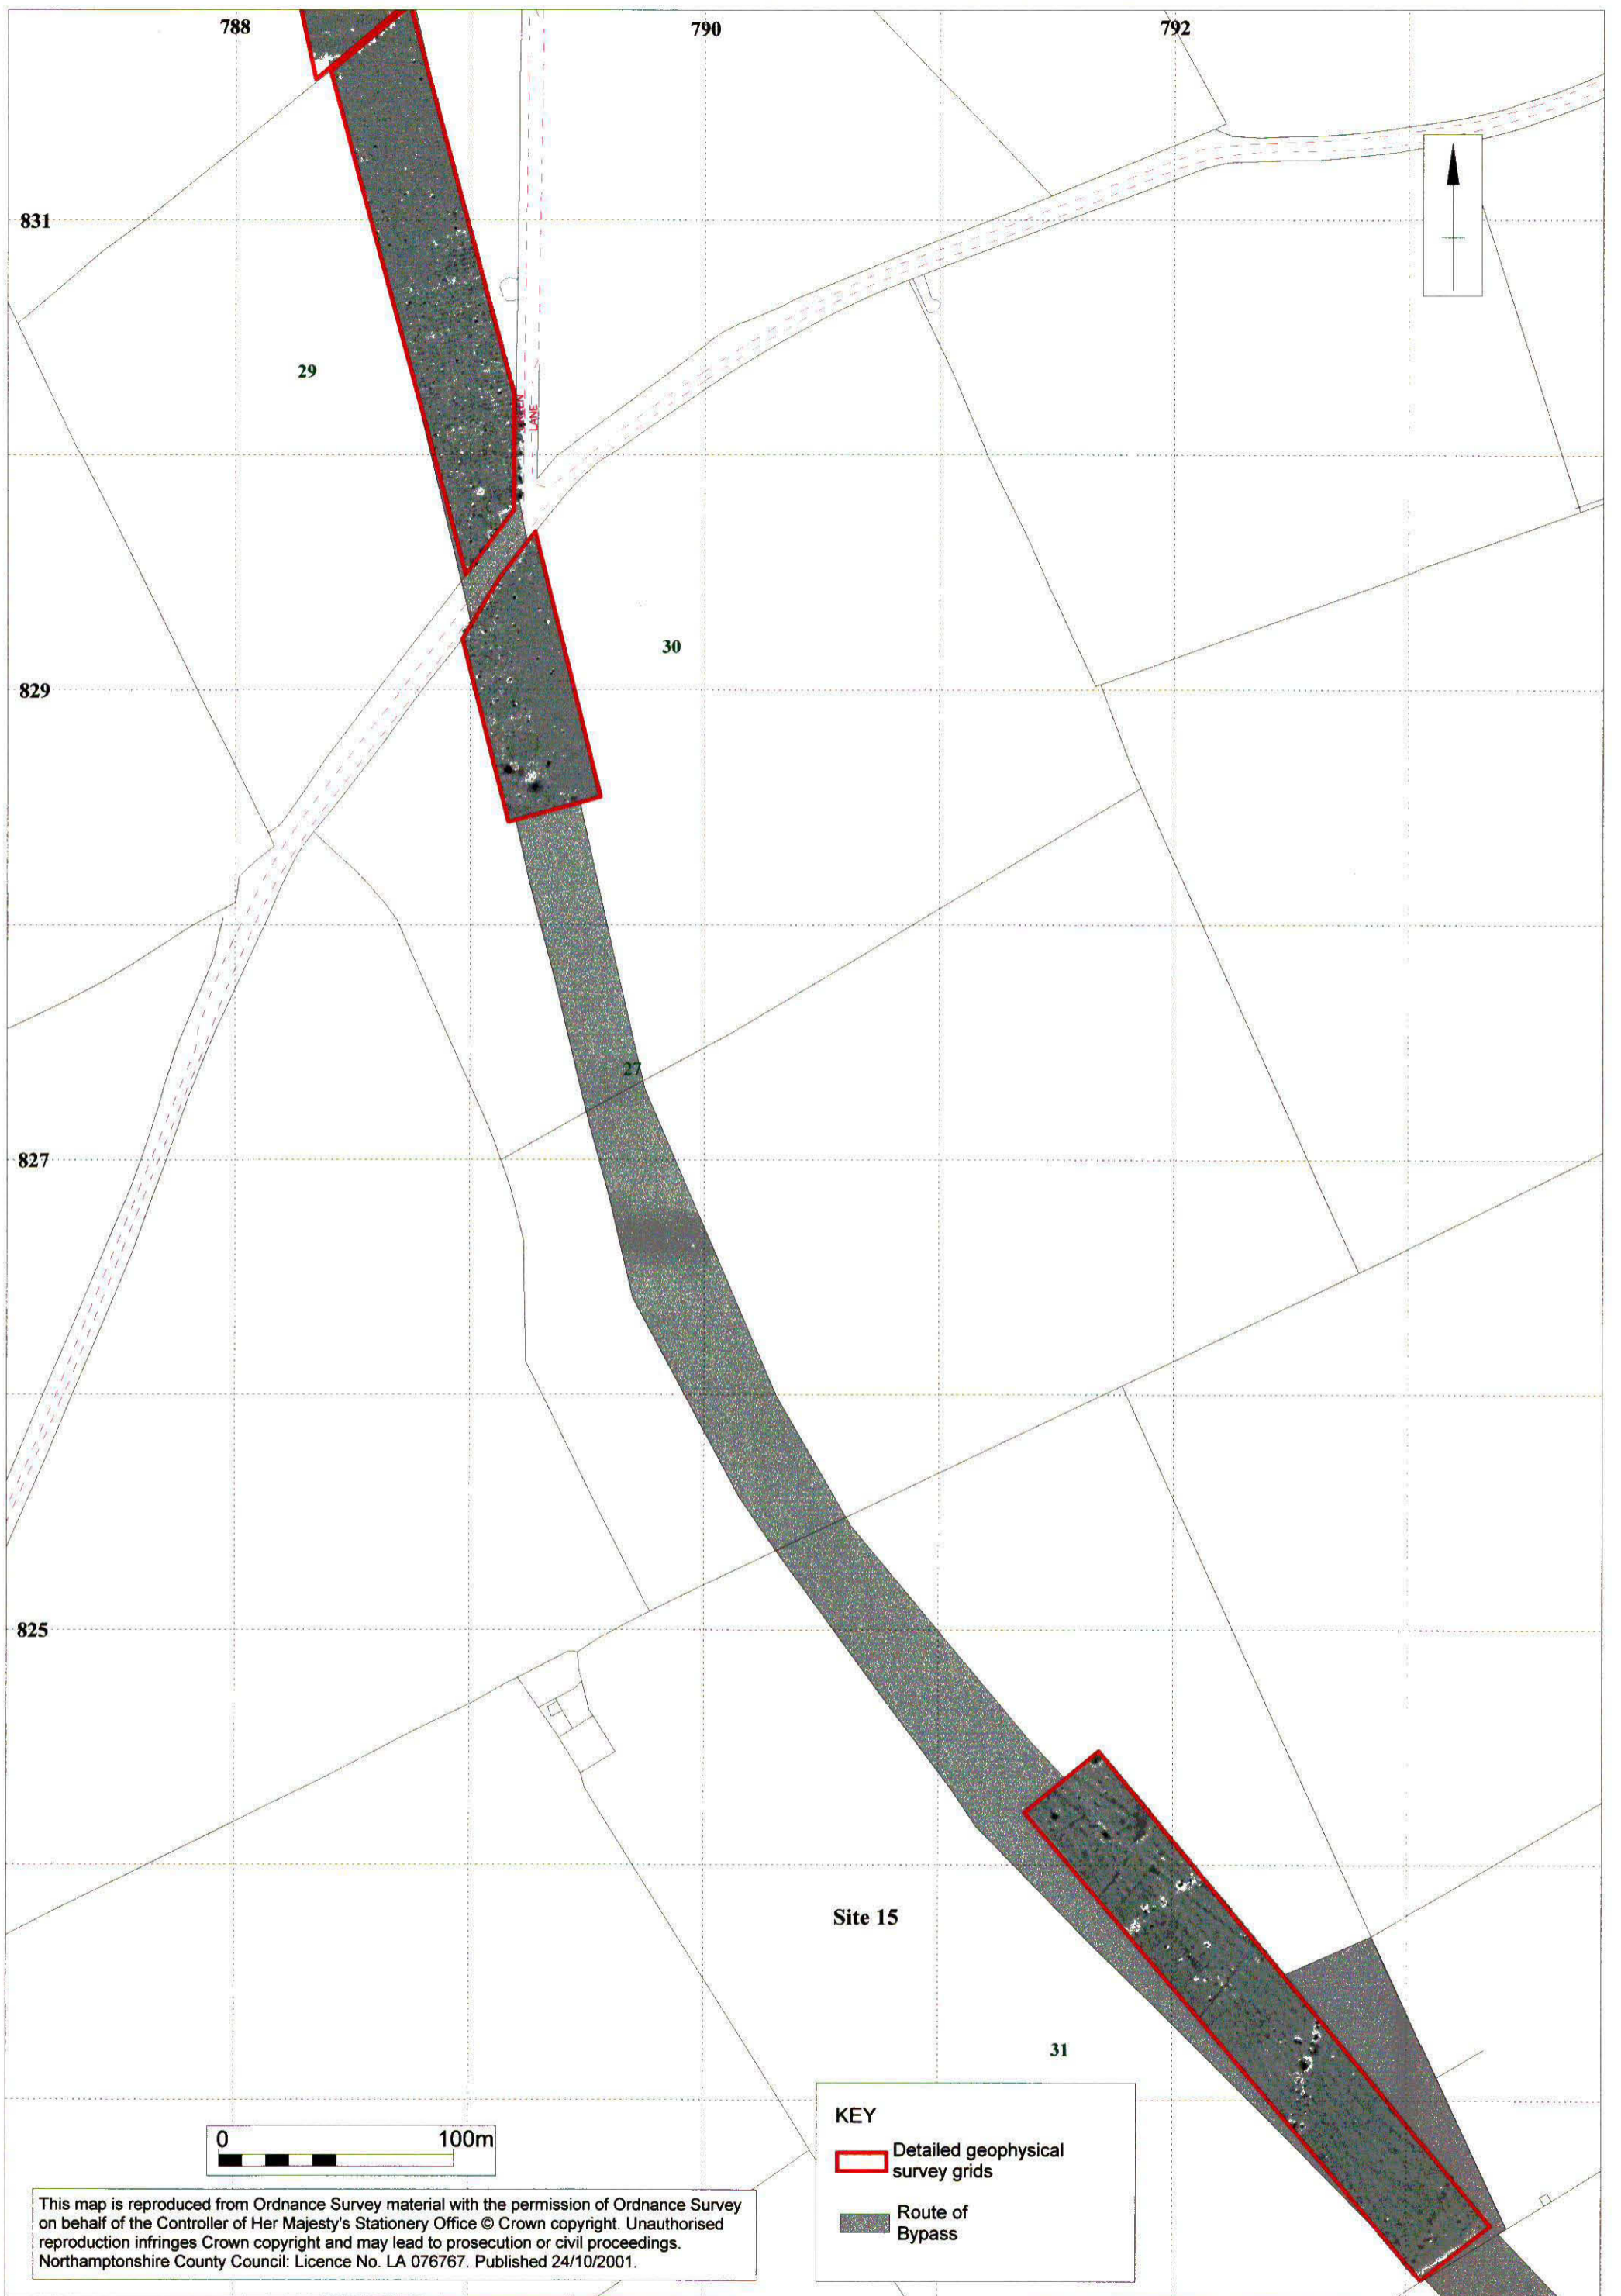 788 790 792
831
29
LANE
30
829
27
827
825
Site 15
31
KEY
Detailed geophysical
survey grids
Route of
Bypass
0 100m
This map is reproduced from Ordnance Survey material with the permission of Ordnance Survey
on behalf of the Controller of Her Majesty's Stationery Office © Crown copyright. Unauthorised
reproduction infringes Crown copyright and may lead to prosecution or civil proceedings.
Northamptonshire County Council: Licence No. LA 076767. Published 24/10/2001.